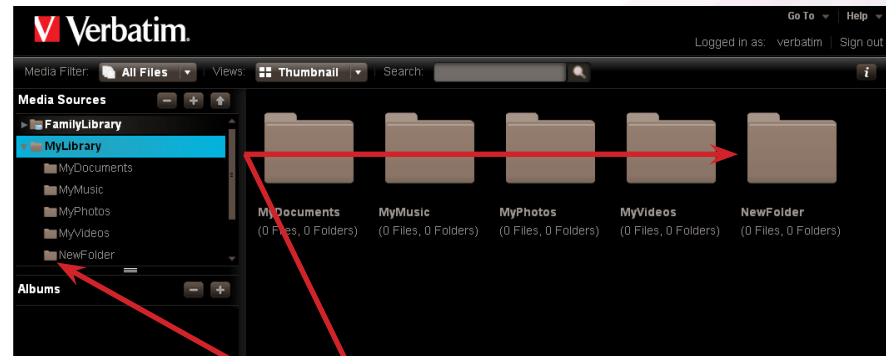 Go To Help
Verbatim.
Logged in as: verbatim Sign out
Media Filter: All Files Views: Thumbnail Search: i
Media Sources
FamilyLibrary
MyLibrary
MyDocuments
MyMusic
MyPhotos
MyVideos
NewFolder
Albums
MyDocuments MyMusic MyPhotos MyVideos NewFolder
(0 Files, 0 Folders) (0 Files, 0 Folders) (0 Files, 0 Folders) (0 Files, 0 Folders) (0 Files, 0 Folders)